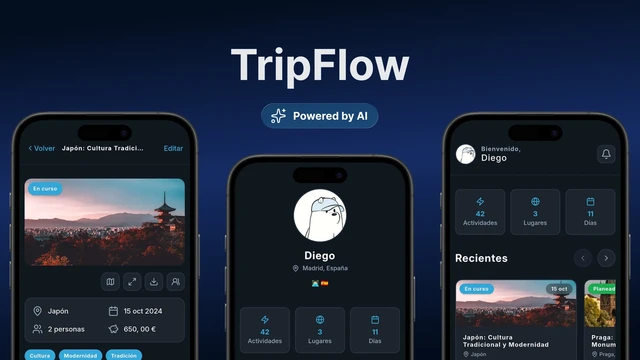 TripFlow
Powered by AI
Volver
Japón: Cultura Tradici...
Editar
En curso
Japón
15 oct 2024
2 personas
650, 00 €
Cultura
Modernidad
Tradición
Diego
Madrid, España
42
Actividades
3
Lugares
11
Días
Bienvenido,
Diego
42
Actividades
3
Lugares
11
Días
Recientes
En curso
15 oct
Japón: Cultura
Tradicional y Modernidad
Japón
Planead
Praga:
Monum
Praga,